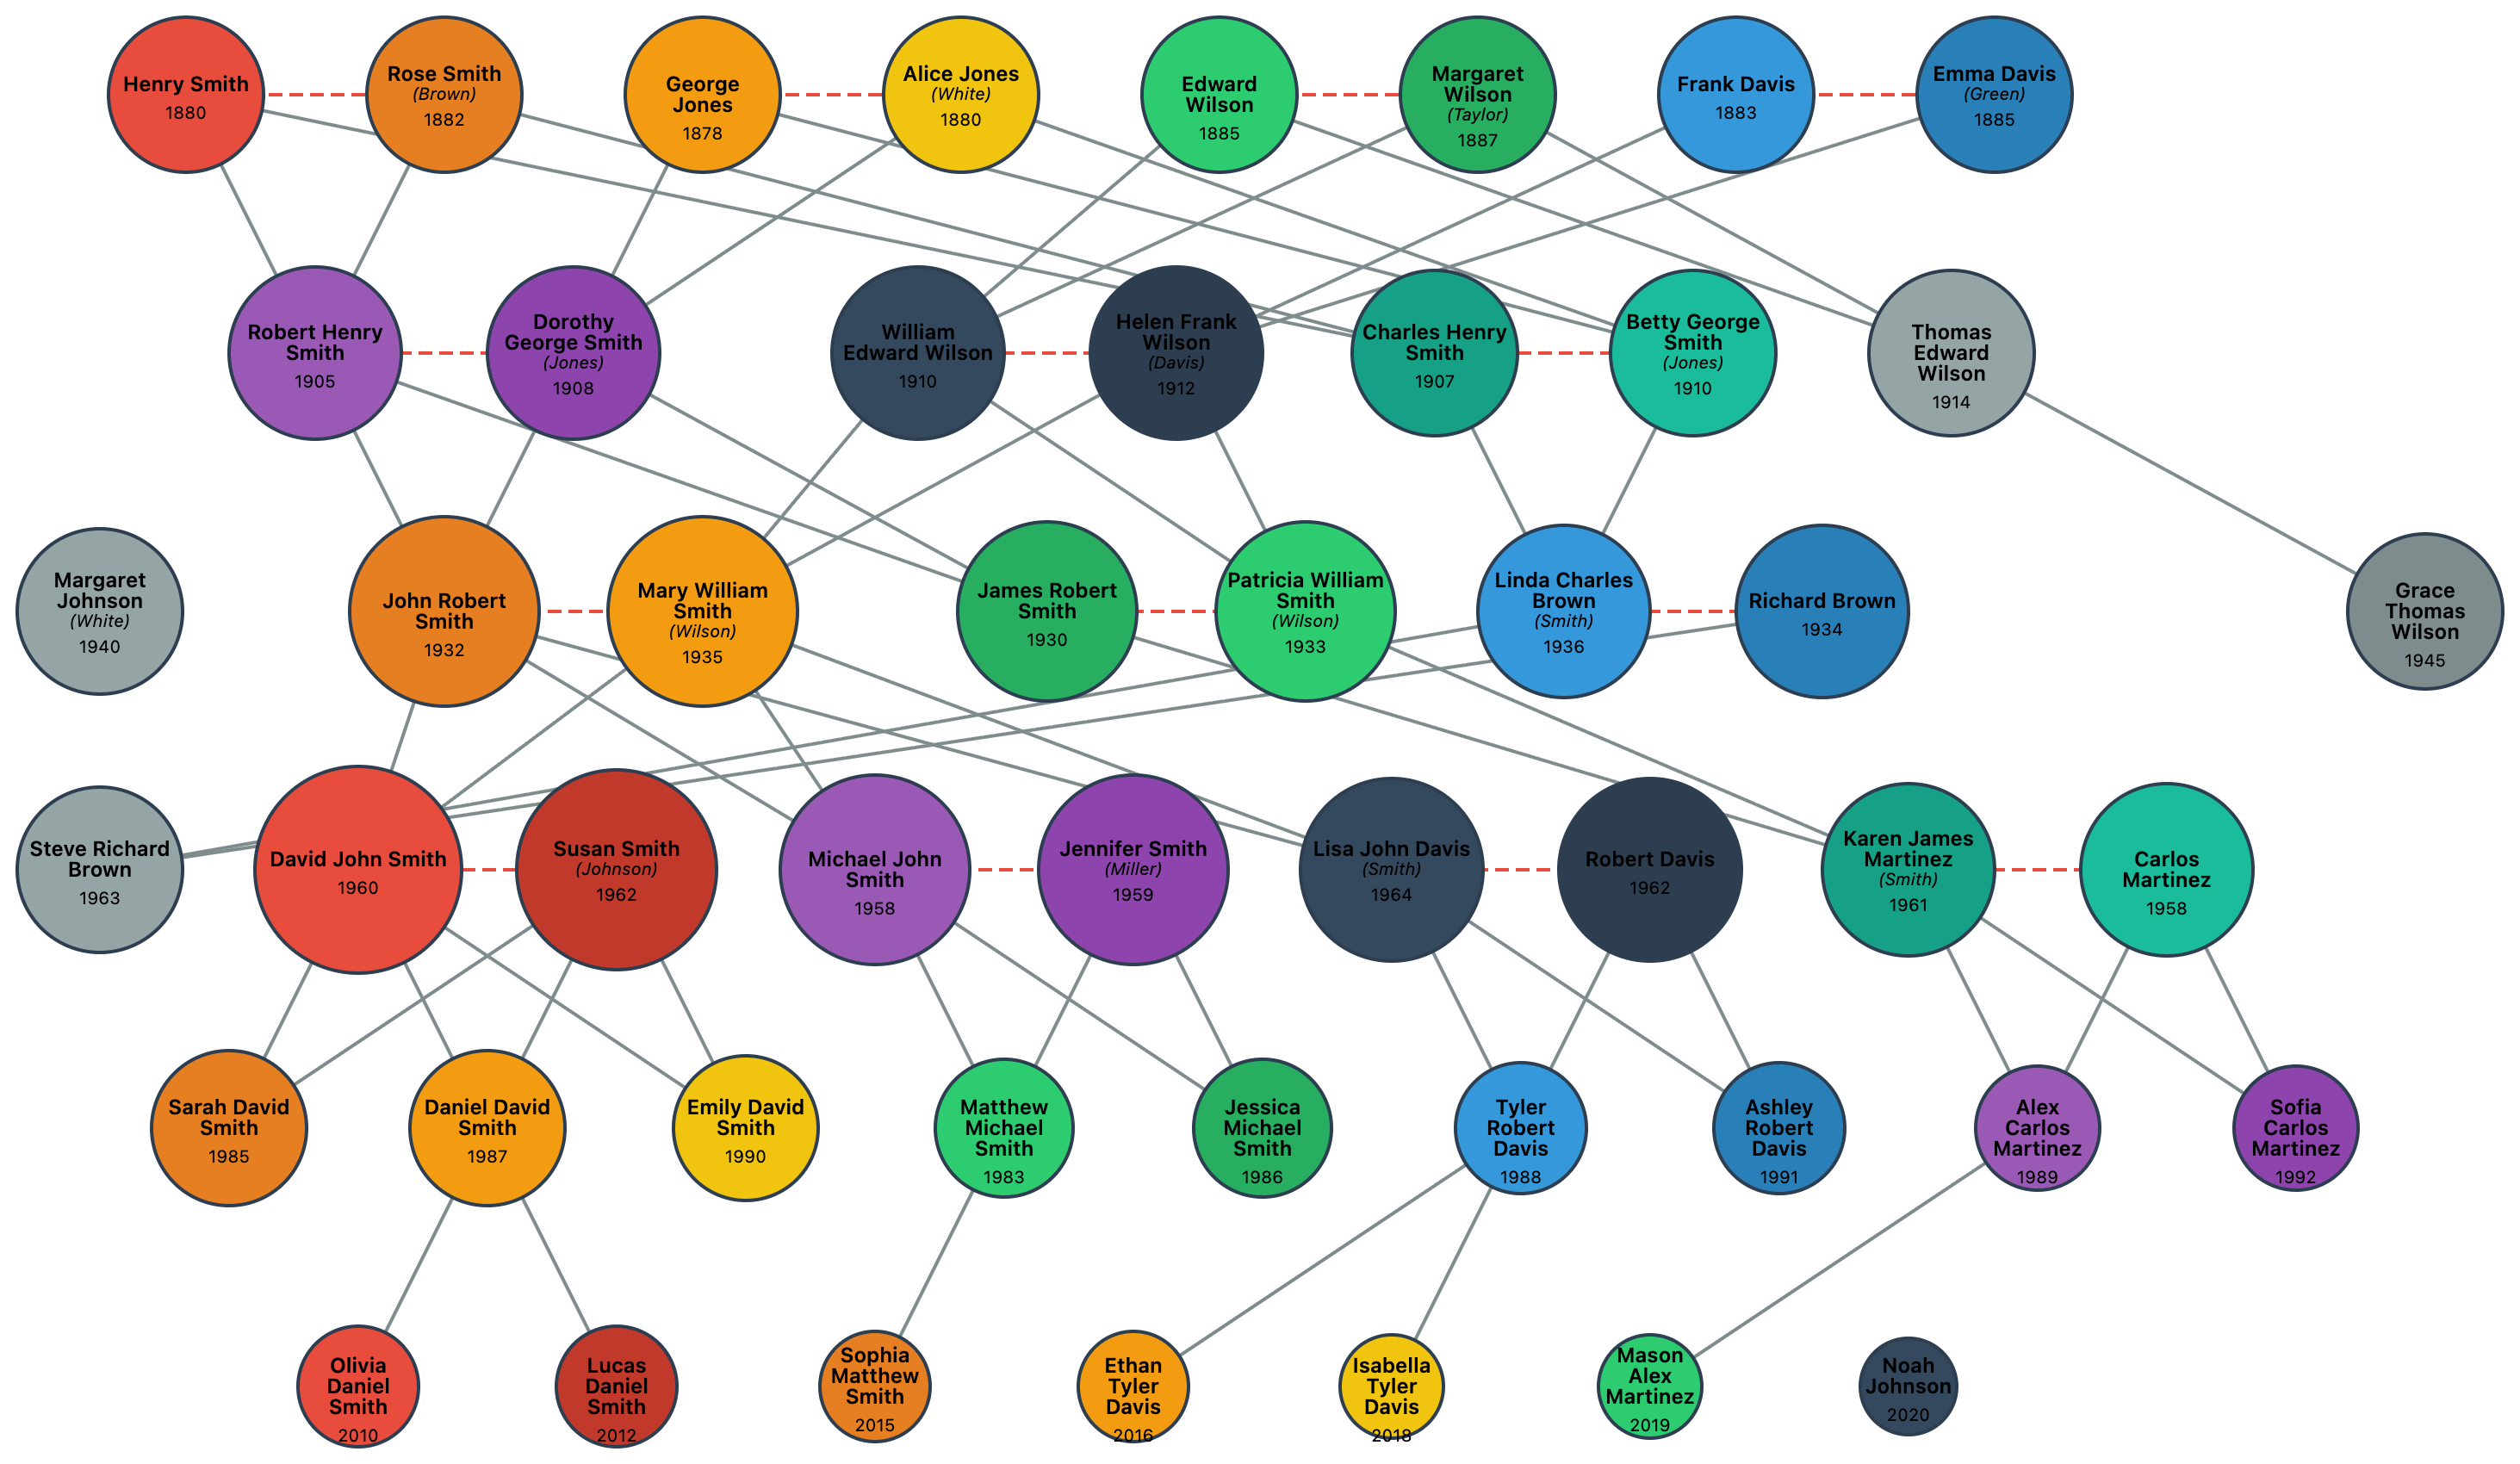 Henry Smith
1880
Rose Smith
(Brown)
1882
George
Jones
1878
Alice Jones
(White)
1880
Edward
Wilson
1885
Margaret
Wilson
(Taylor)
1887
Frank Davis
1883
Emma Davis
(Green)
1885
Robert Henry
Smith
1905
Dorothy
George Smith
(Jones)
1908
William
Edward Wilson
1910
Helen Frank
Wilson
(Davis)
1912
Charles Henry
Smith
1907
Betty George
Smith
(Jones)
1910
Thomas
Edward
Wilson
1914
Margaret
Johnson
(White)
1940
John Robert
Smith
1932
Mary William
Smith
(Wilson)
1935
James Robert
Smith
1930
Patricia William
Smith
(Wilson)
1933
Linda Charles
Brown
(Smith)
1936
Richard Brown
1934
Grace
Thomas
Wilson
1945
Steve Richard
Brown
1963
David John Smith
1960
Susan Smith
(Johnson)
1962
Michael John
Smith
1958
Jennifer Smith
(Miller)
1959
Lisa John Davis
(Smith)
1964
Robert Davis
1962
Karen James
Martinez
(Smith)
1961
Carlos
Martinez
1958
Sarah David
Smith
1985
Daniel David
Smith
1987
Emily David
Smith
1990
Matthew
Michael
Smith
1983
Jessica
Michael
Smith
1986
Tyler
Robert
Davis
1988
Ashley
Robert
Davis
1991
Alex
Carlos
Martinez
1989
Sofia
Carlos
Martinez
1992
Olivia
Daniel
Smith
2010
Lucas
Daniel
Smith
2012
Sophia
Matthew
Smith
2015
Ethan
Tyler
Davis
2016
Isabella
Tyler
Davis
2018
Mason
Alex
Martinez
2019
Noah
Johnson
2020